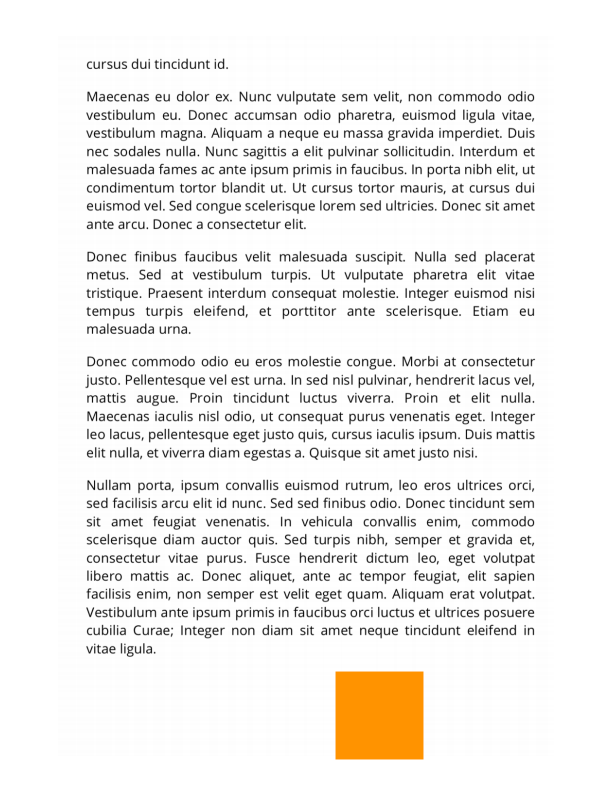 cursus dui tincidunt id.
Maecenas eu dolor ex. Nunc vulputate sem velit, non commodo odio
vestibulum eu. Donec accumsan odio pharetra, euismod ligula vitae,
vestibulum magna. Aliquam a neque eu massa gravida imperdiet. Duis
nec sodales nulla. Nunc sagittis a elit pulvinar sollicitudin. Interdum et
malesuada fames ac ante ipsum primis in faucibus. In porta nibh elit, ut
condimentum tortor blandit ut. Ut cursus tortor mauris, at cursus dui
euismod vel. Sed congue scelerisque lorem sed ultricies. Donec sit amet
ante arcu. Donec a consectetur elit.
Donec finibus faucibus velit malesuada suscipit. Nulla sed placerat
metus. Sed at vestibulum turpis. Ut vulputate pharetra elit vitae
tristique. Praesent interdum consequat molestie. Integer euismod nisi
tempus turpis eleifend, et porttitor ante scelerisque. Etiam eu
malesuada urna.
Donec commodo odio eu eros molestie congue. Morbi at consectetur
justo. Pellentesque vel est urna. In sed nisl pulvinar, hendrerit lacus vel,
mattis augue. Proin tincidunt luctus viverra. Proin et elit nulla.
Maecenas iaculis nisl odio, ut consequat purus venenatis eget. Integer
leo lacus, pellentesque eget justo quis, cursus iaculis ipsum. Duis mattis
elit nulla, et viverra diam egestas a. Quisque sit amet justo nisi.
Nullam porta, ipsum convallis euismod rutrum, leo eros ultrices orci,
sed facilisis arcu elit id nunc. Sed sed finibus odio. Donec tincidunt sem
sit amet feugiat venenatis. In vehicula convallis enim, commodo
scelerisque diam auctor quis. Sed turpis nibh, semper et gravida et,
consectetur vitae purus. Fusce hendrerit dictum leo, eget volutpat
libero mattis ac. Donec aliquet, ante ac tempor feugiat, elit sapien
facilisis enim, non semper est velit eget quam. Aliquam erat volutpat.
Vestibulum ante ipsum primis in faucibus orci luctus et ultrices posuere
cubilia Curae; Integer non diam sit amet neque tincidunt eleifend in
vitae ligula.